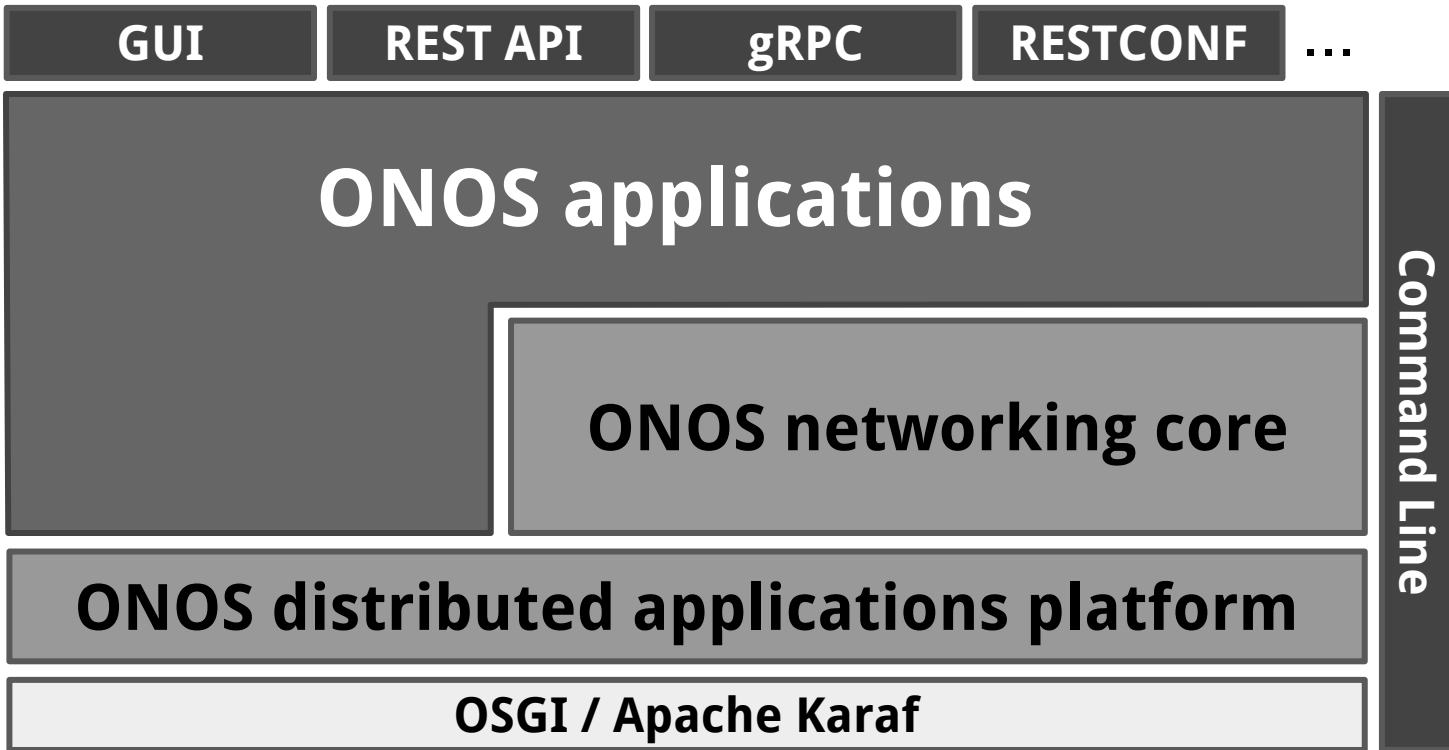 GUI
REST API
gRPC
RESTCONF
...
ONOS applications
ONOS networking core
Command Line
ONOS distributed applications platform
OSGI / Apache Karaf